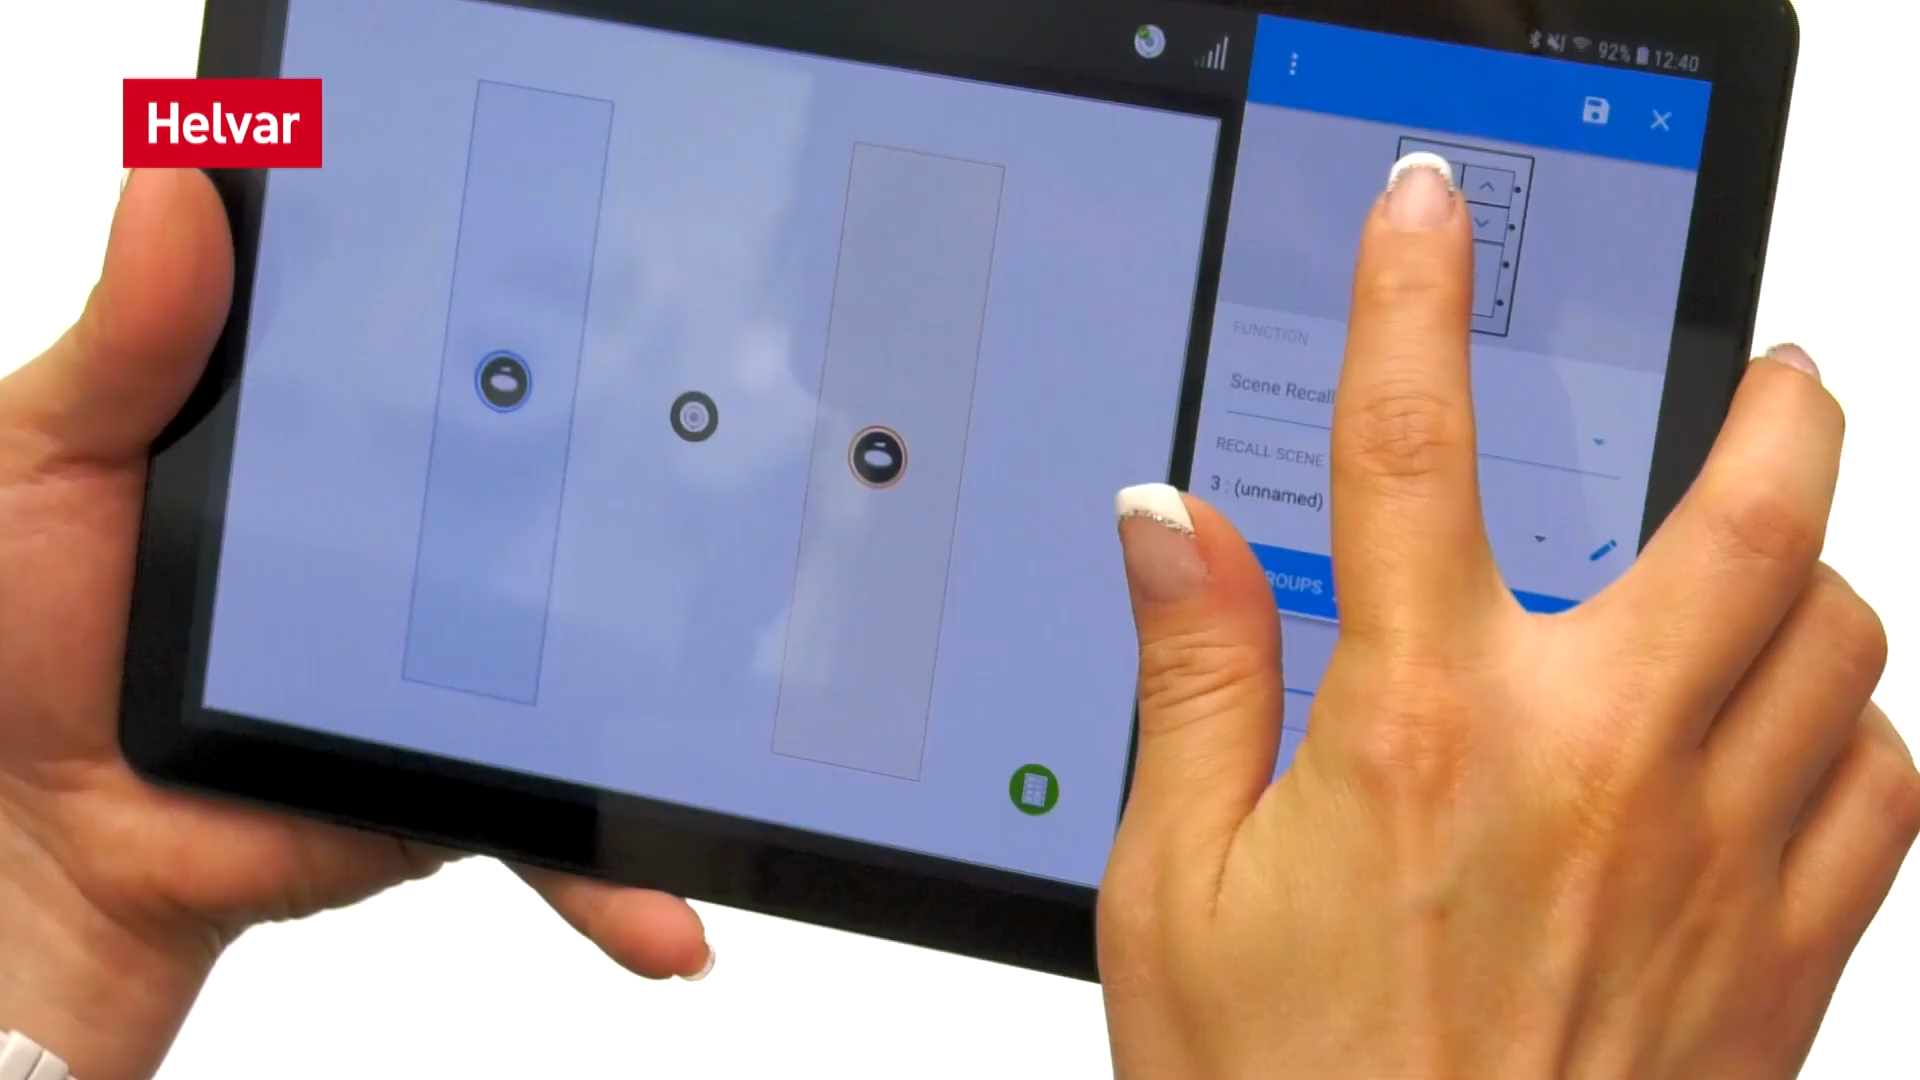 Helvar
92% 12:40
FUNCTION
Scene Recall
RECALL SCENE
3 : (unnamed)
ROUPS